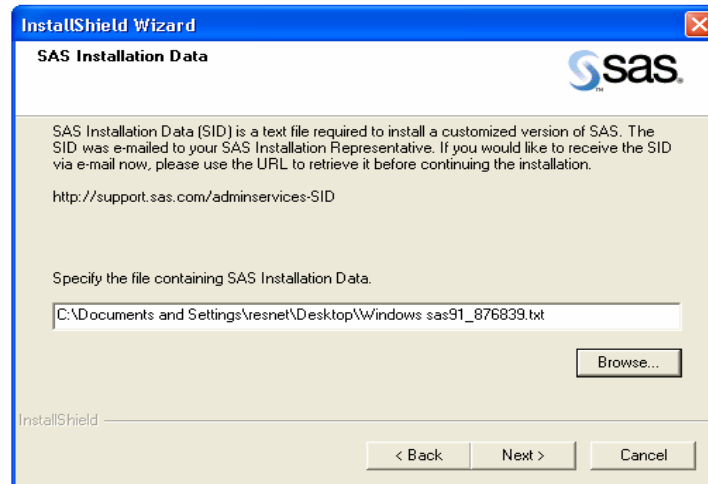 InstallShield Wizard
SAS Installation Data
sas.
TM
SAS Installation Data (SID) is a text file required to install a customized version of SAS. The
SID was e-mailed to your SAS Installation Representative. If you would like to receive the SID
via e-mail now, please use the URL to retrieve it before continuing the installation.
http://support.sas.com/adminservices-SID
Specify the file containing SAS Installation Data.
C:\Documents and Settings\resnet\Desktop\Windows sas91_876839.txt
Browse...
InstallShield
< Back Next > Cancel